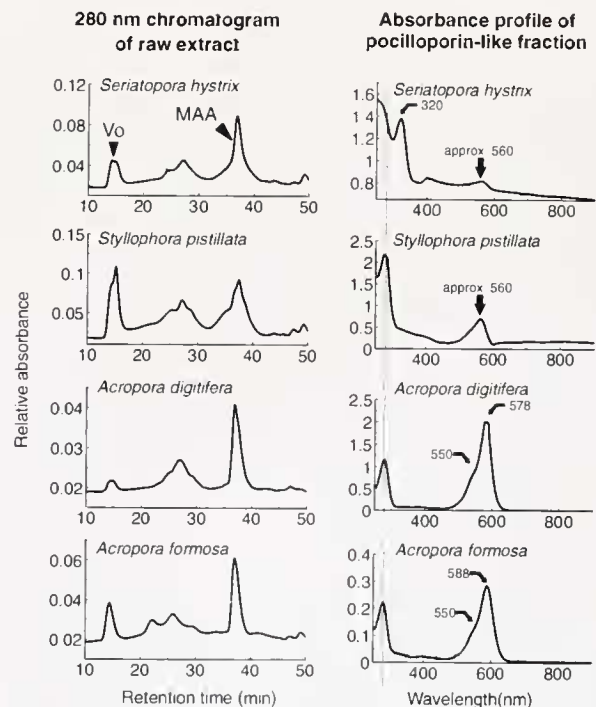 280 nm chromatogram
of raw extract
Absorbance profile of
pocilloporin-like fraction
Seriatopora hystrix
0.12
0.08
0.04
Vo
MAA
10 20 30 40 50
Seriatopora hystrix
1.6
1.4
1.2
1
0.8
320
approx 560
400 600 800
Styllophora pistillata
0.15
0.1
0.05
10 20 30 40 50
Styllophora pistillata
2.5
2
1.5
1
0.5
0
approx 560
400 600 800
Acropora digitifera
0.04
0.03
0.02
10 20 30 40 50
Acropora digitifera
2.5
2
1.5
1
0.5
0
550
578
400 600 800
Acropora formosa
0.06
0.04
0 02
10 20 30 40 50
Acropora formosa
0.4
0.3
0.2
0.1
0
588
550
400 600 800
Relative absorbance
Retention time (min)
Wavelength(nm)